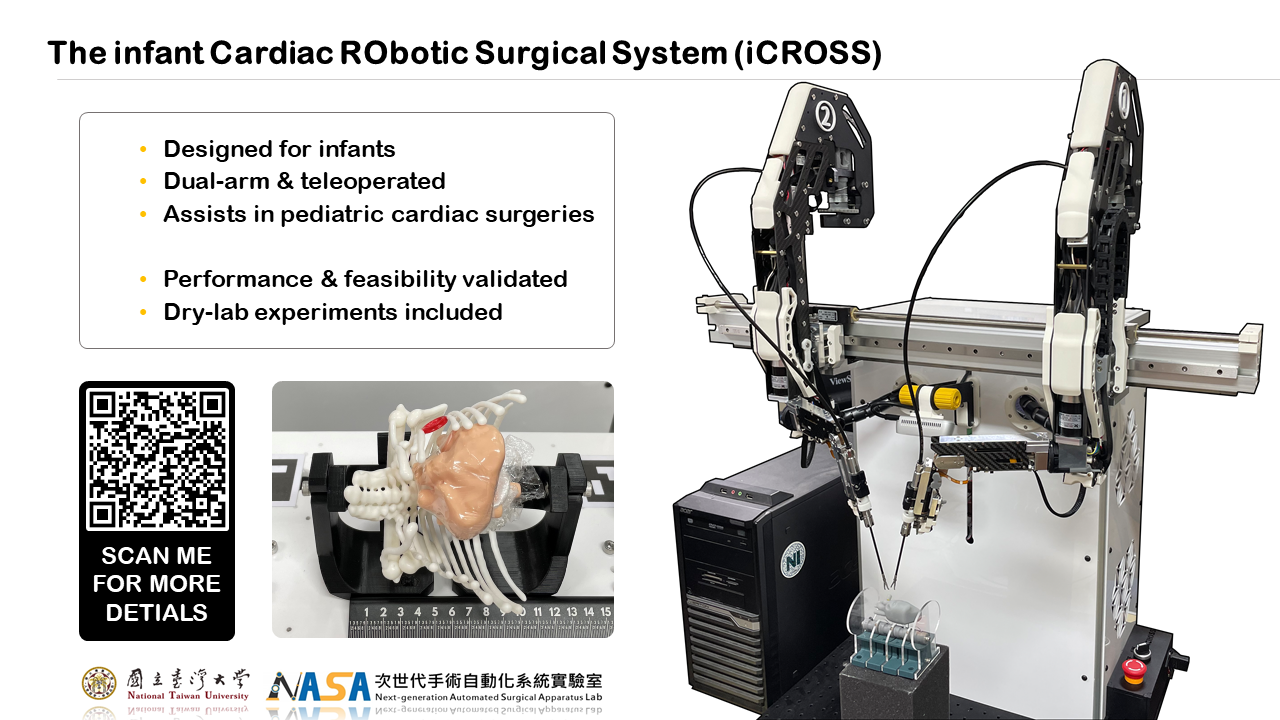 The infant Cardiac RObotic Surgical System (iCROSS)
• Designed for infants
• Dual-arm & teleoperated
• Assists in pediatric cardiac surgeries
• Performance & feasibility validated
• Dry-lab experiments included
SCAN ME
FOR MORE
DETIALS
1 2 3 4 5 6 7 8 9 10 11 12 13 14 15
國立臺灣大學
National Taiwan University
NASA
次世代手術自動化系統實驗室
Next-generation Automated Surgical Apparatus Lab
2
1
ViewS
acer
NI